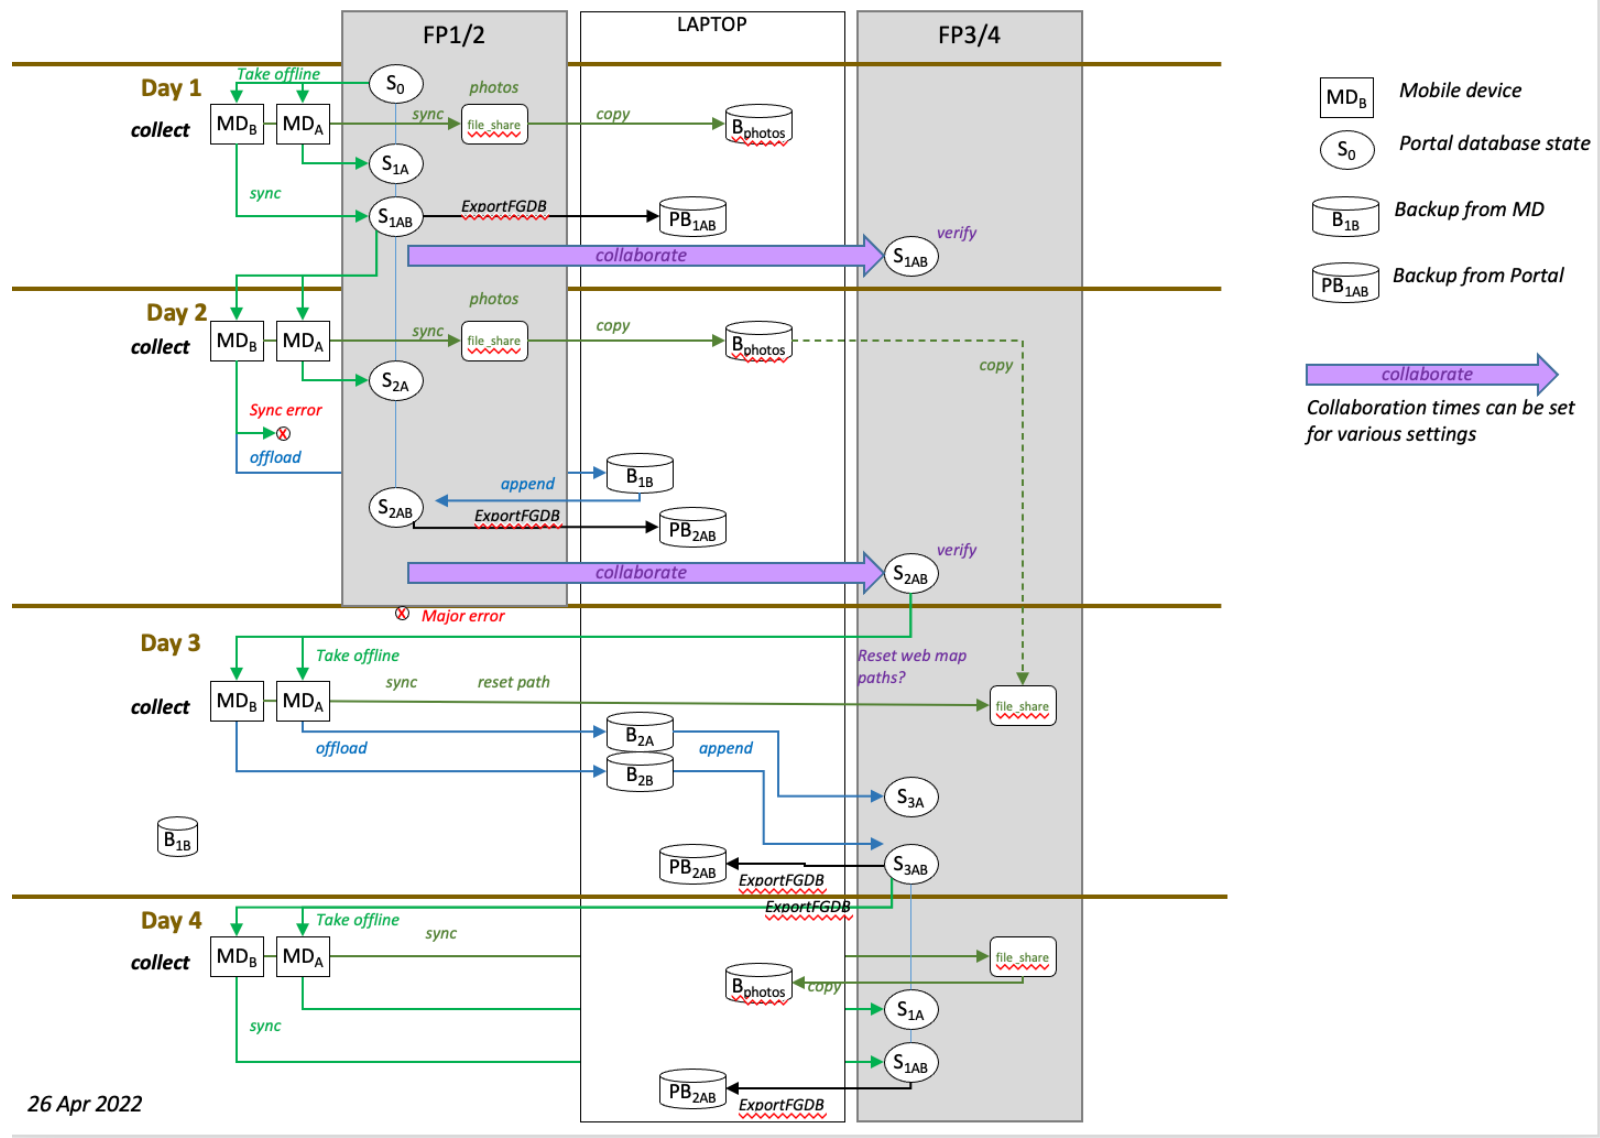 FP1/2
LAPTOP
FP3/4
Day 1
Take offline
S0
photos
collect
MDB
MDA
sync
file_share
copy
Bphotos
S1A
sync
S1AB
ExportFGDB
PB1AB
collaborate
S1AB
verify
Day 2
photos
collect
MDB
MDA
sync
file_share
copy
Bphotos
copy
S2A
Sync error
offload
B1B
append
S2AB
ExportFGDB
PB2AB
collaborate
S2AB
verify
Major error
Day 3
Take offline
Reset web map
paths?
collect
MDB
MDA
sync
reset path
file_share
offload
B2A
append
B2B
S3A
B1B
PB2AB
S3AB
ExportFGDB
ExportFGDB
Day 4
Take offline
collect
MDB
MDA
sync
file_share
Bphotos
copy
S1A
sync
S1AB
PB2AB
ExportFGDB
26 Apr 2022
MDB
Mobile device
S0
Portal database state
B1B
Backup from MD
PB1AB
Backup from Portal
collaborate
Collaboration times can be set
for various settings